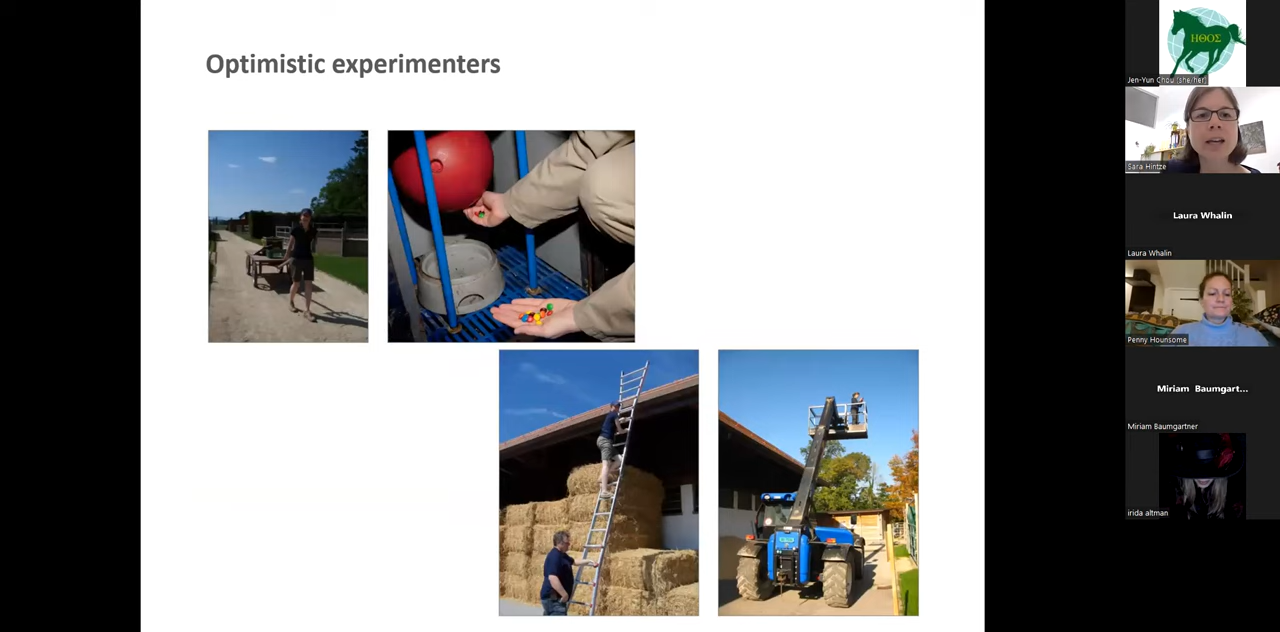 Optimistic experimenters
ΗΘΟΣ
Jen-Yun Chou (she/her)
Sara Hintze
Laura Whalin
Laura Whalin
Penny Hounsome
Miriam Baumgart...
Miriam Baumgartner
irida altman